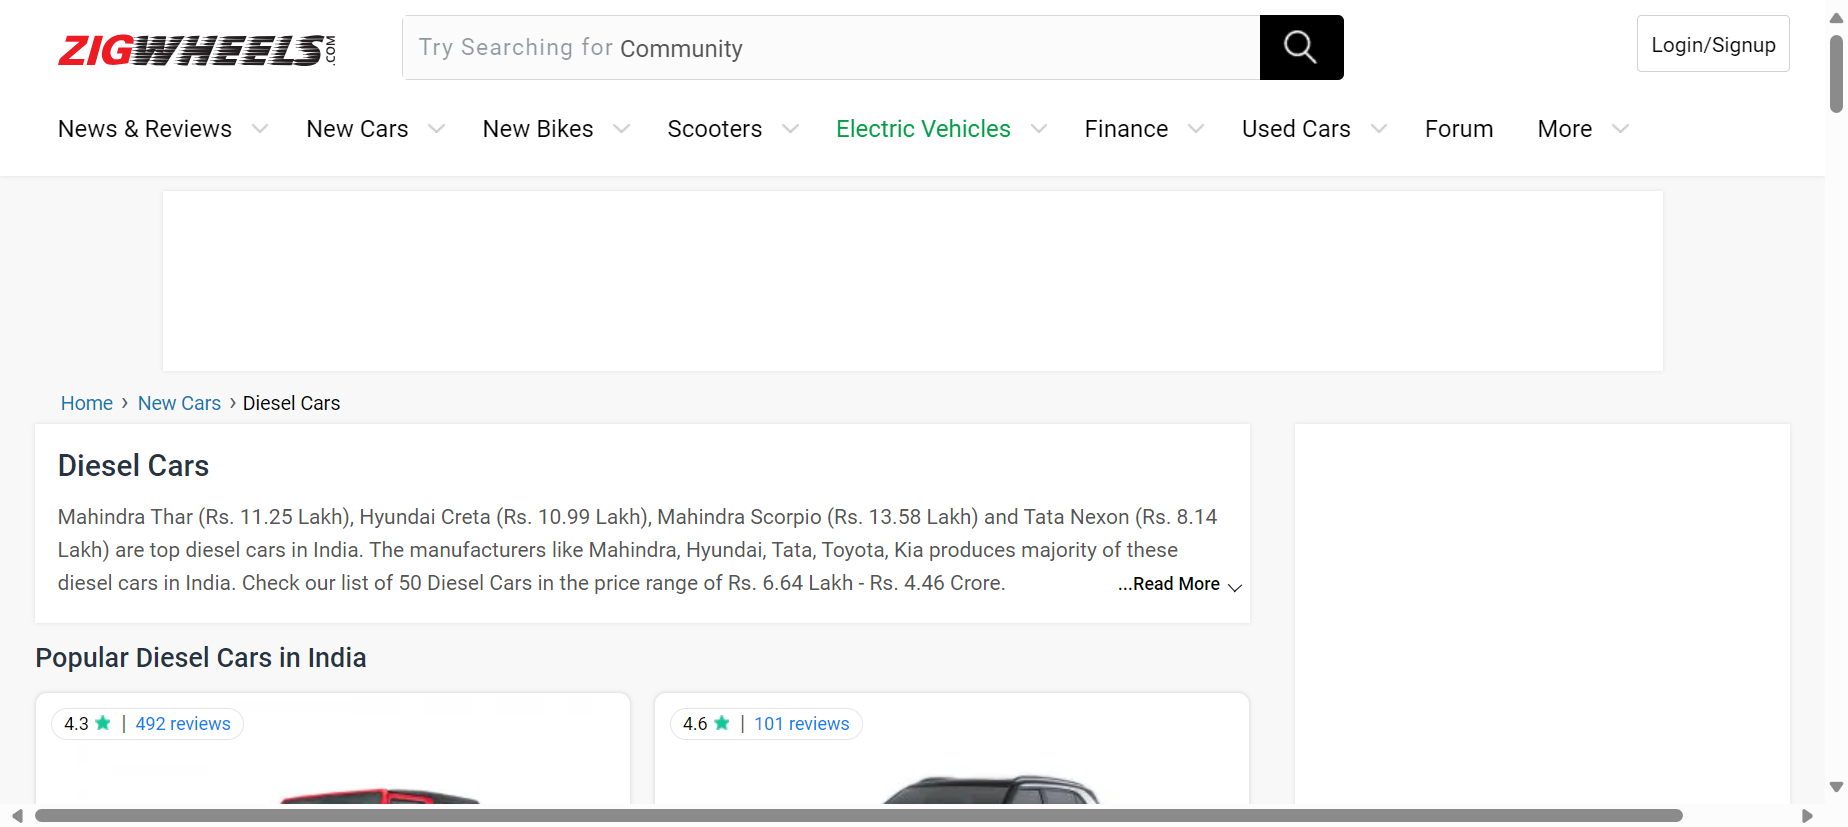 ZIGWHEELS.COM
Try Searching for Community
Login/Signup
News & Reviews New Cars New Bikes Scooters Electric Vehicles Finance Used Cars Forum More
Home › New Cars › Diesel Cars
Diesel Cars
Mahindra Thar (Rs. 11.25 Lakh), Hyundai Creta (Rs. 10.99 Lakh), Mahindra Scorpio (Rs. 13.58 Lakh) and Tata Nexon (Rs. 8.14
Lakh) are top diesel cars in India. The manufacturers like Mahindra, Hyundai, Tata, Toyota, Kia produces majority of these
diesel cars in India. Check our list of 50 Diesel Cars in the price range of Rs. 6.64 Lakh - Rs. 4.46 Crore. ...Read More
Popular Diesel Cars in India
4.3 ★ | 492 reviews
4.6 ★ | 101 reviews